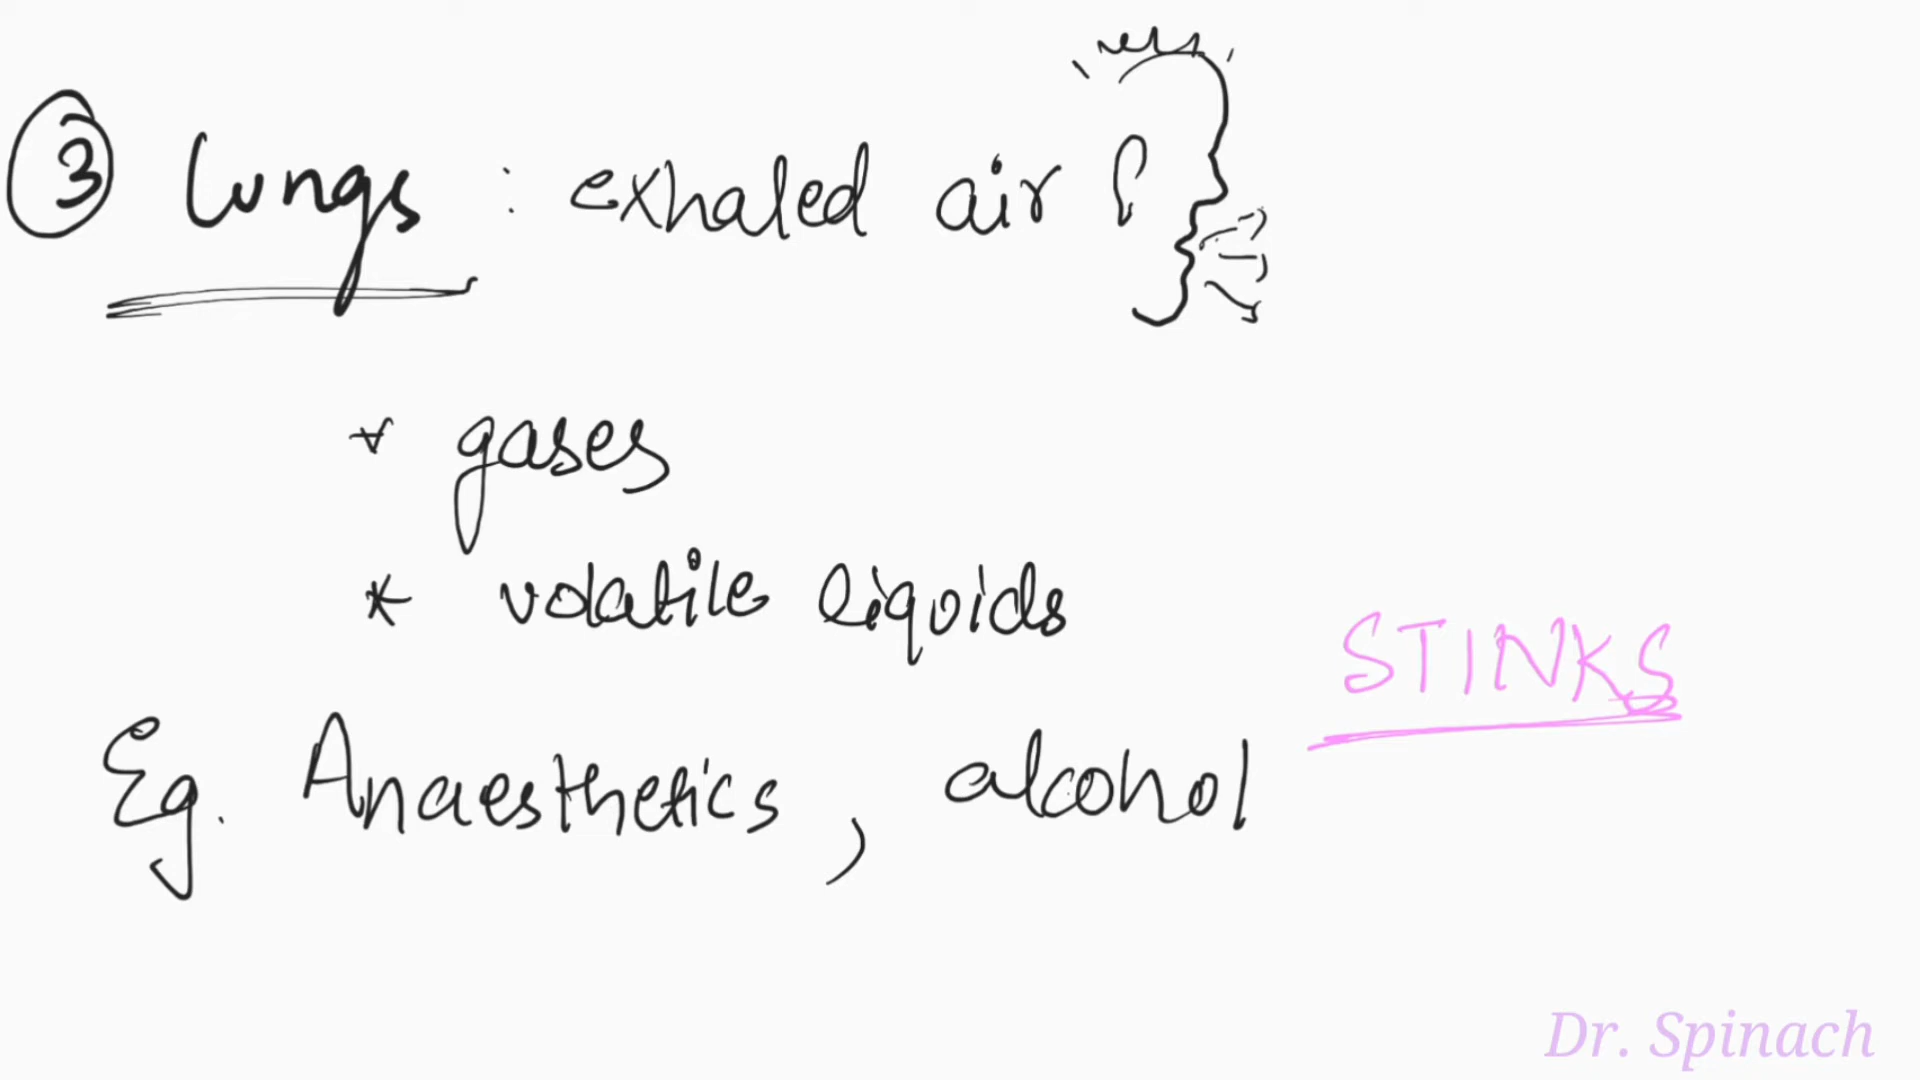 3 Lungs : exhaled air
* gases
* volatile liquids
STINKS
Eg. Anaesthetics, alcohol
Dr. Spinach